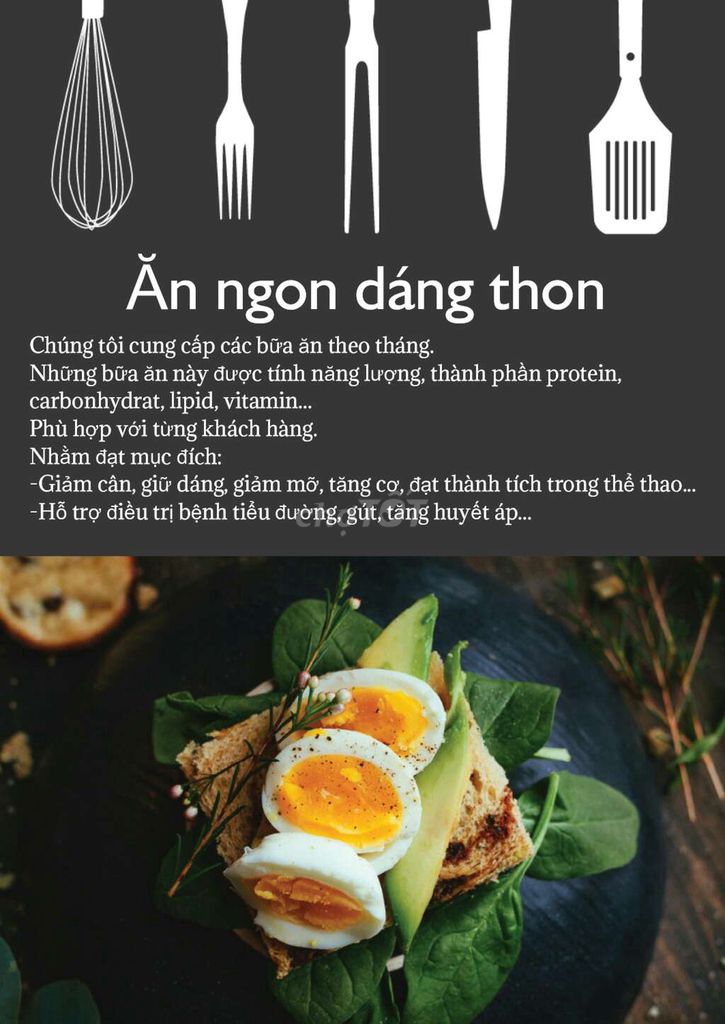 Ăn ngon dáng thon
Chúng tôi cung cấp các bữa ăn theo tháng.
Những bữa ăn này được tính năng lượng, thành phần protein,
carbonhydrat, lipid, vitamin...
Phù hợp với từng khách hàng.
Nhằm đạt mục đích:
-Giảm cân, giữ dáng, giảm mỡ, tăng cơ, đạt thành tích trong thể thao...
-Hỗ trợ điều trị bệnh tiểu đường, gút, tăng huyết áp...
chợTỐT